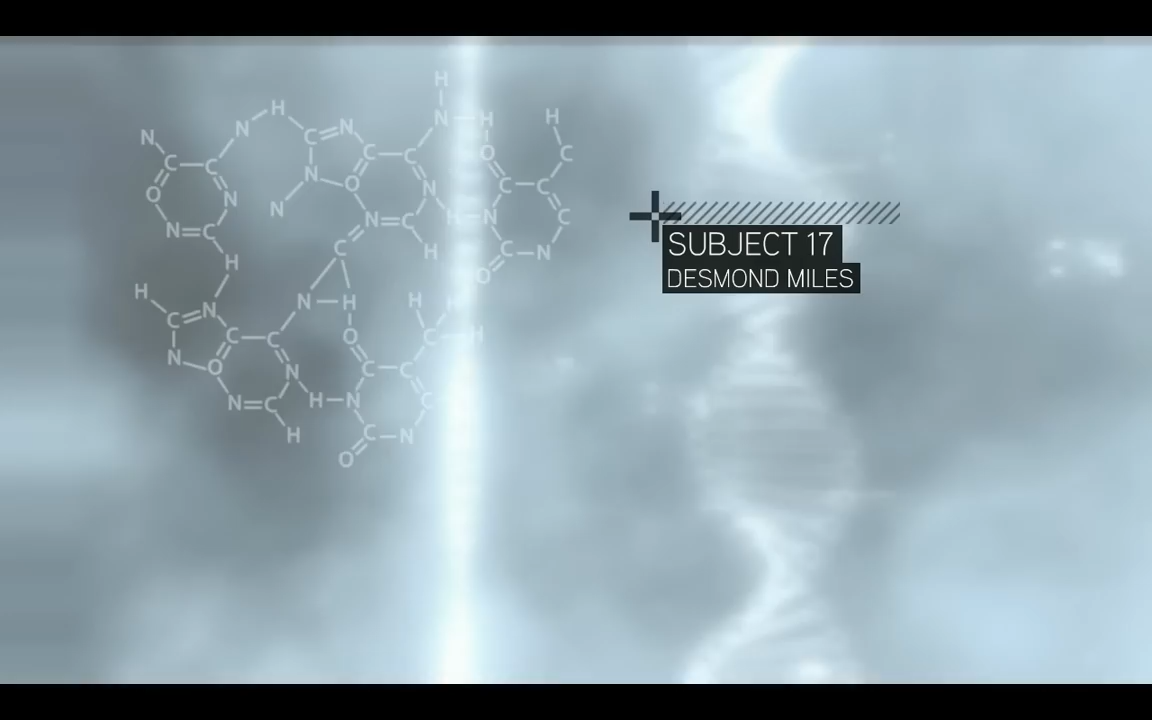 SUBJECT 17
DESMOND MILES
H
H N H H
N N C N C
C C C C O C
O N N O N C C
N C N C H N C
H C H C N
H N H O
C N N H H
N C C O C H
O N C C
N C H N C
H C N
O